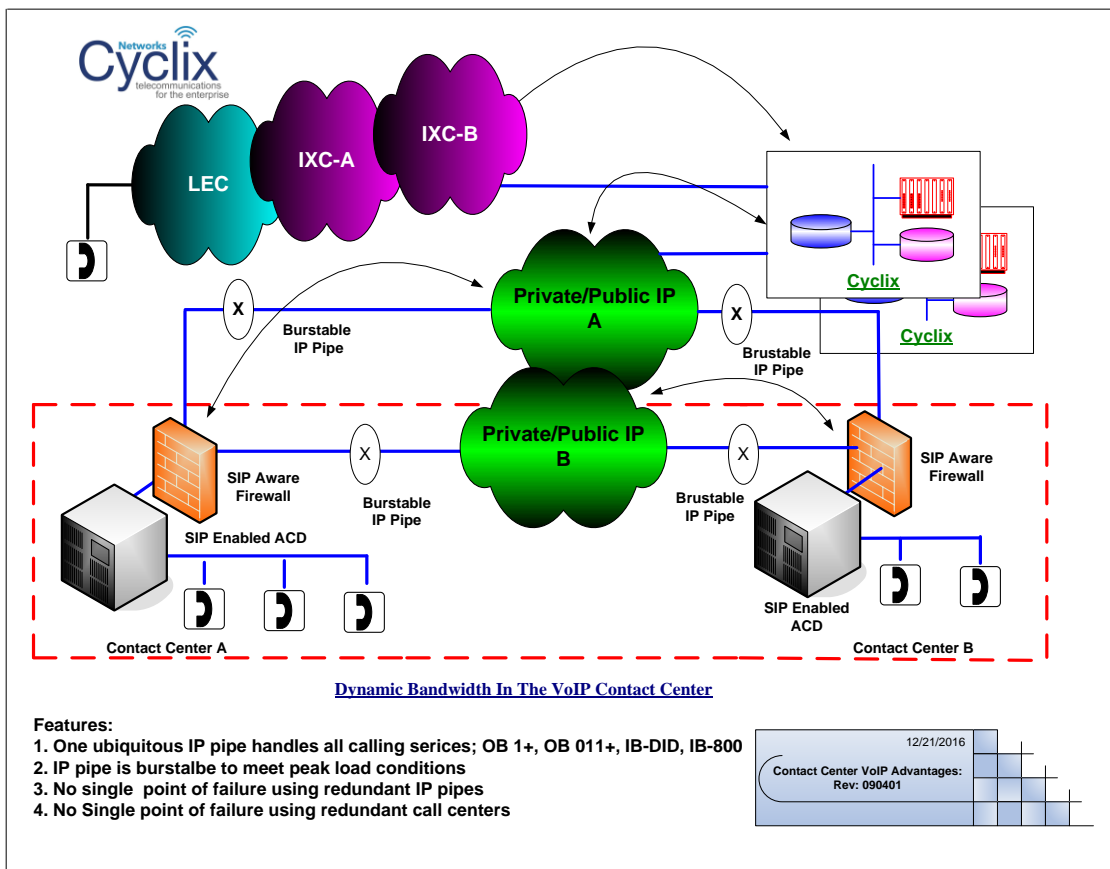 Networks
Cyclix
telecommunications
for the enterprise
LEC
IXC-A
IXC-B
Cyclix
Cyclix
Private/Public IP
A
X
Burstable
IP Pipe
X
Brustable
IP Pipe
Private/Public IP
B
SIP Aware
Firewall
X
Burstable
IP Pipe
X
Brustable
IP Pipe
SIP Aware
Firewall
SIP Enabled ACD
SIP Enabled
ACD
Contact Center A
Contact Center B
Dynamic Bandwidth In The VoIP Contact Center
Features:
1. One ubiquitous IP pipe handles all calling serices; OB 1+, OB 011+, IB-DID, IB-800
2. IP pipe is burstalbe to meet peak load conditions
3. No single  point of failure using redundant IP pipes
4. No Single point of failure using redundant call centers
12/21/2016
Contact Center VoIP Advantages:
Rev: 090401